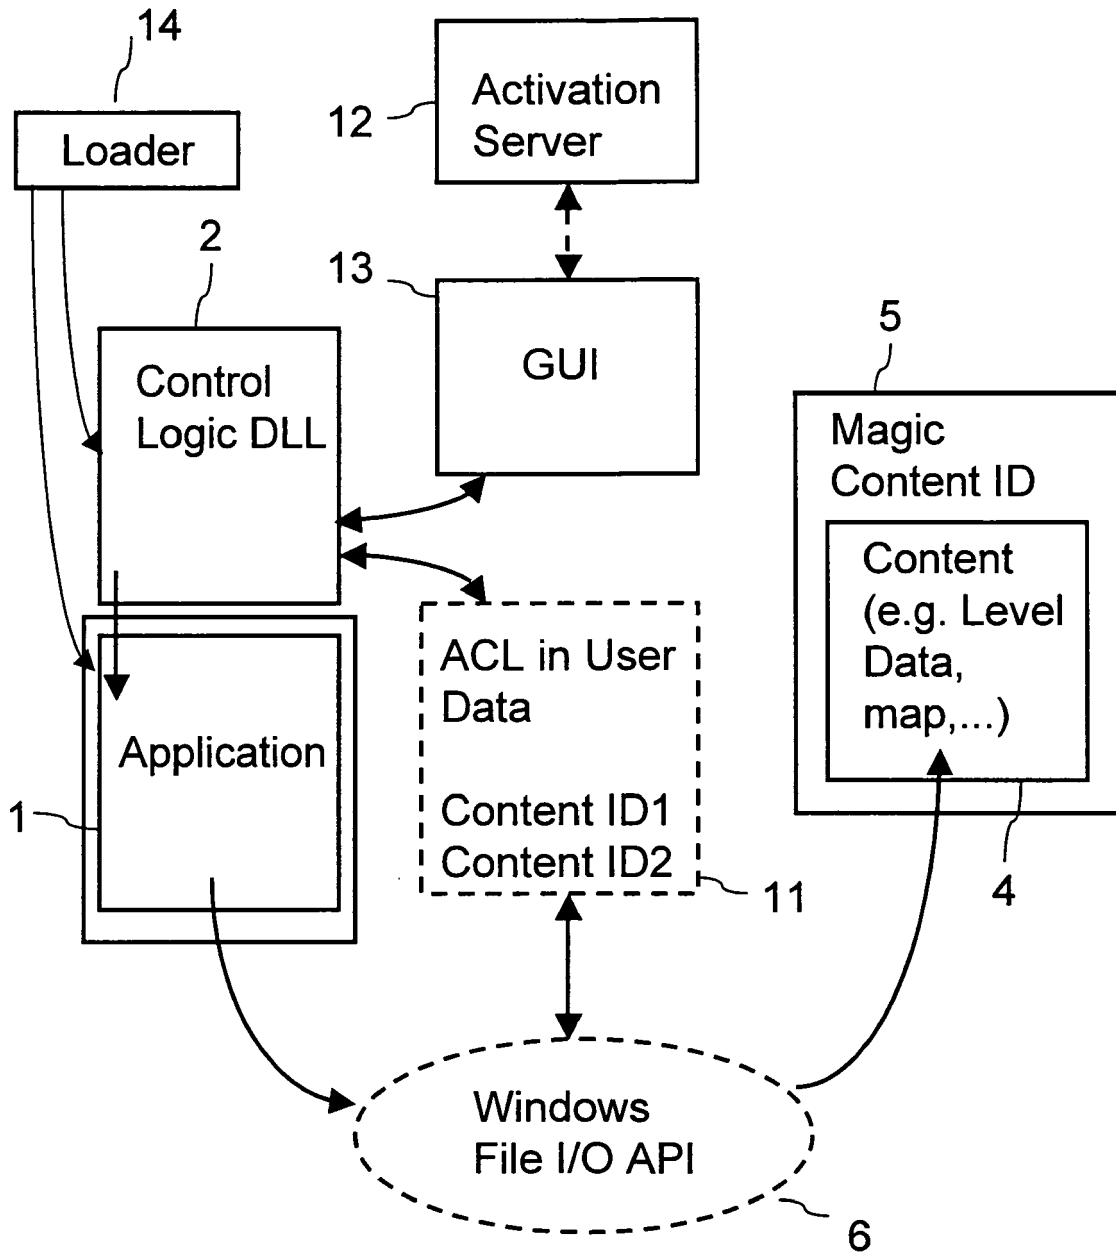 14
Loader
12
Activation
Server
2
13
GUI
5
Control
Logic DLL
Magic
Content ID
Content
(e.g. Level
Data,
map,...)
4
ACL in User
Data
Content ID1
Content ID2
11
Application
1
Windows
File I/O API
6